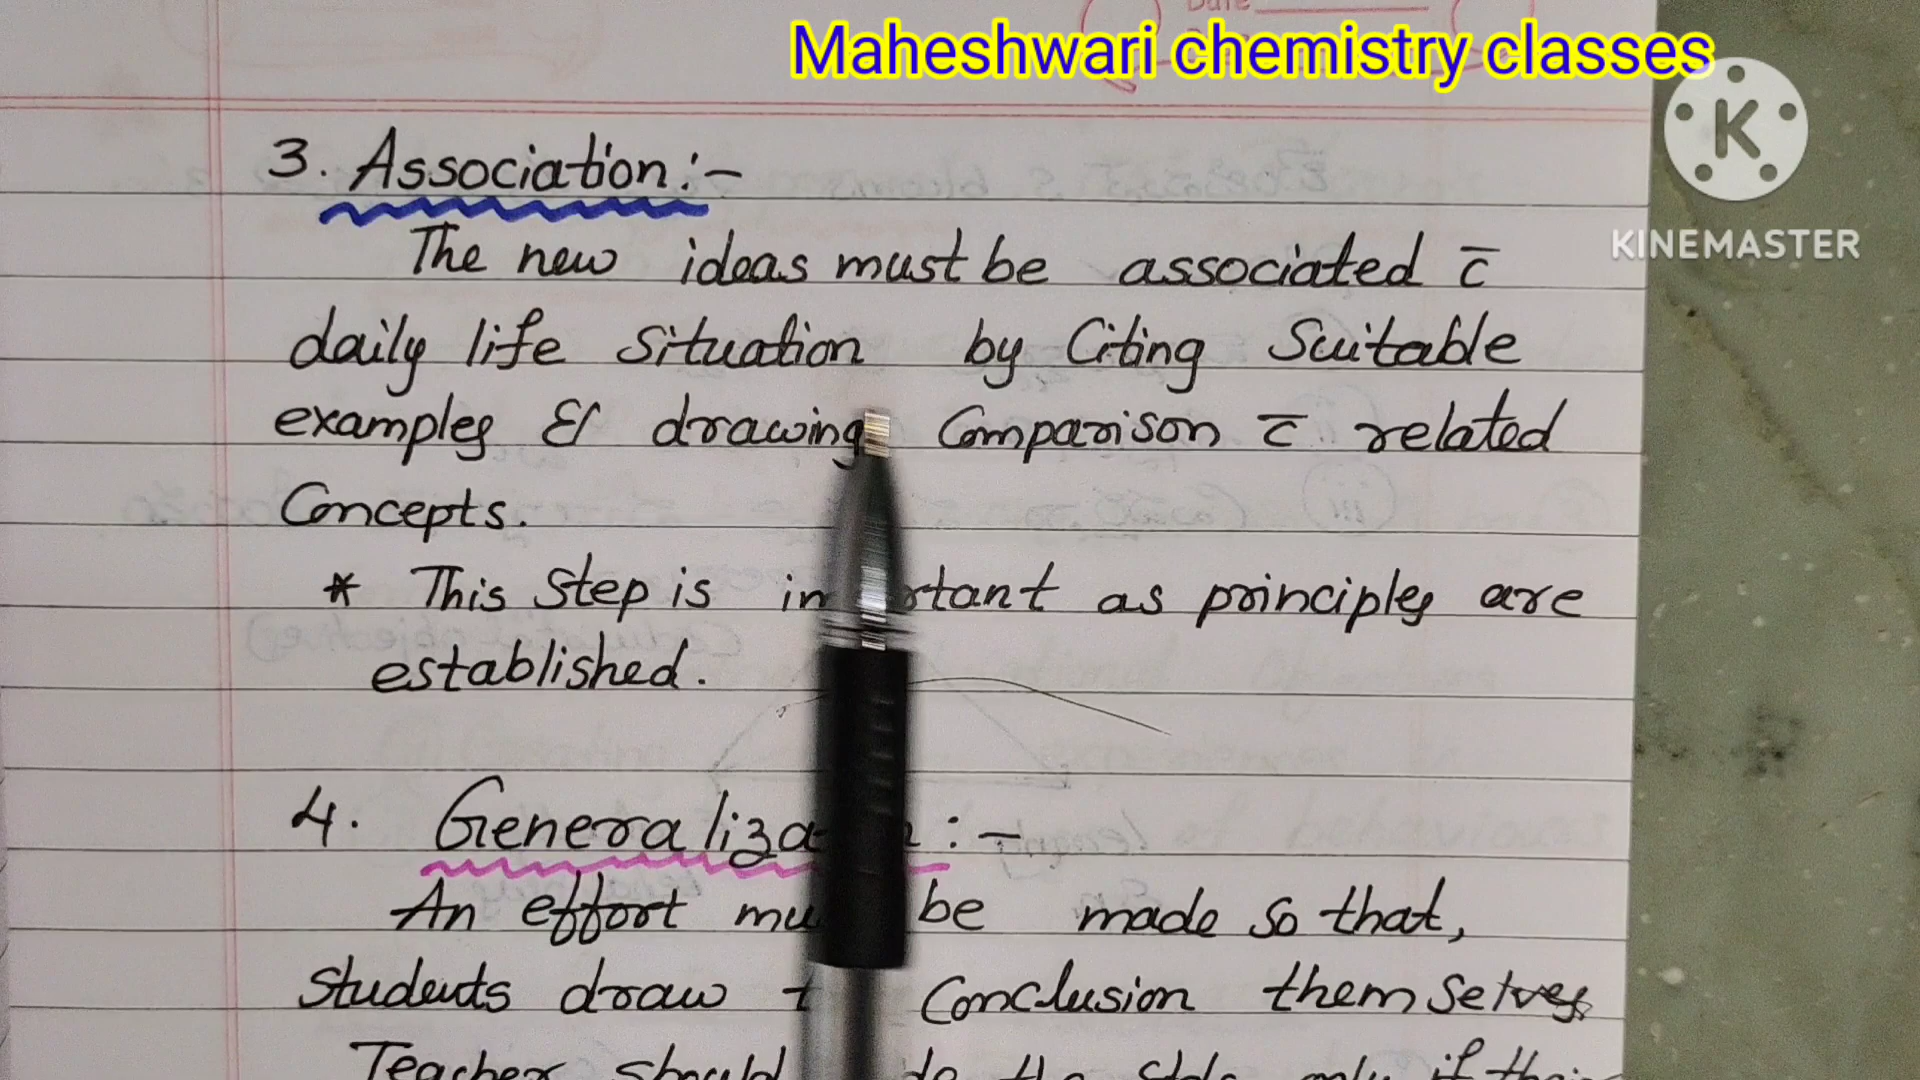 Date
Maheshwari chemistry classes
K
KINEMASTER
3. Association:-
The new ideas must be associated c̄
daily life situation by Citing Suitable
examples & drawing Comparison c̄ related
Concepts.
* This Step is as principles are
established.
4. :-
An effort be made so that,
students draw Conclusion themselves
Teacher